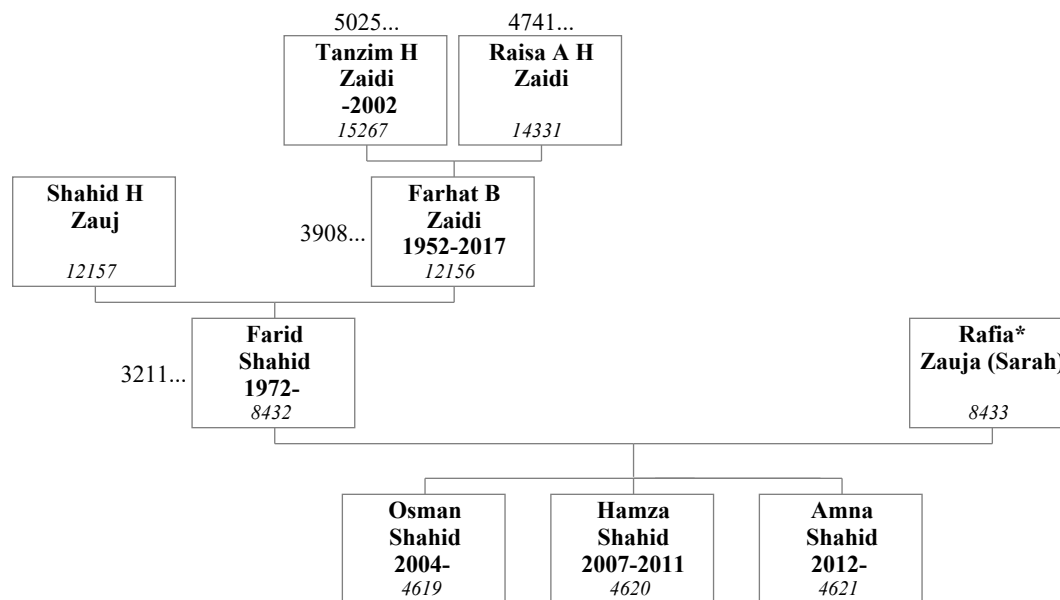 5025...
Tanzim H
Zaidi
-2002
15267
4741...
Raisa A H
Zaidi
14331
Shahid H
Zauj
12157
3908...
Farhat B
Zaidi
1952-2017
12156
3211...
Farid
Shahid
1972-
8432
Rafia*
Zauja (Sarah)
8433
Osman
Shahid
2004-
4619
Hamza
Shahid
2007-2011
4620
Amna
Shahid
2012-
4621